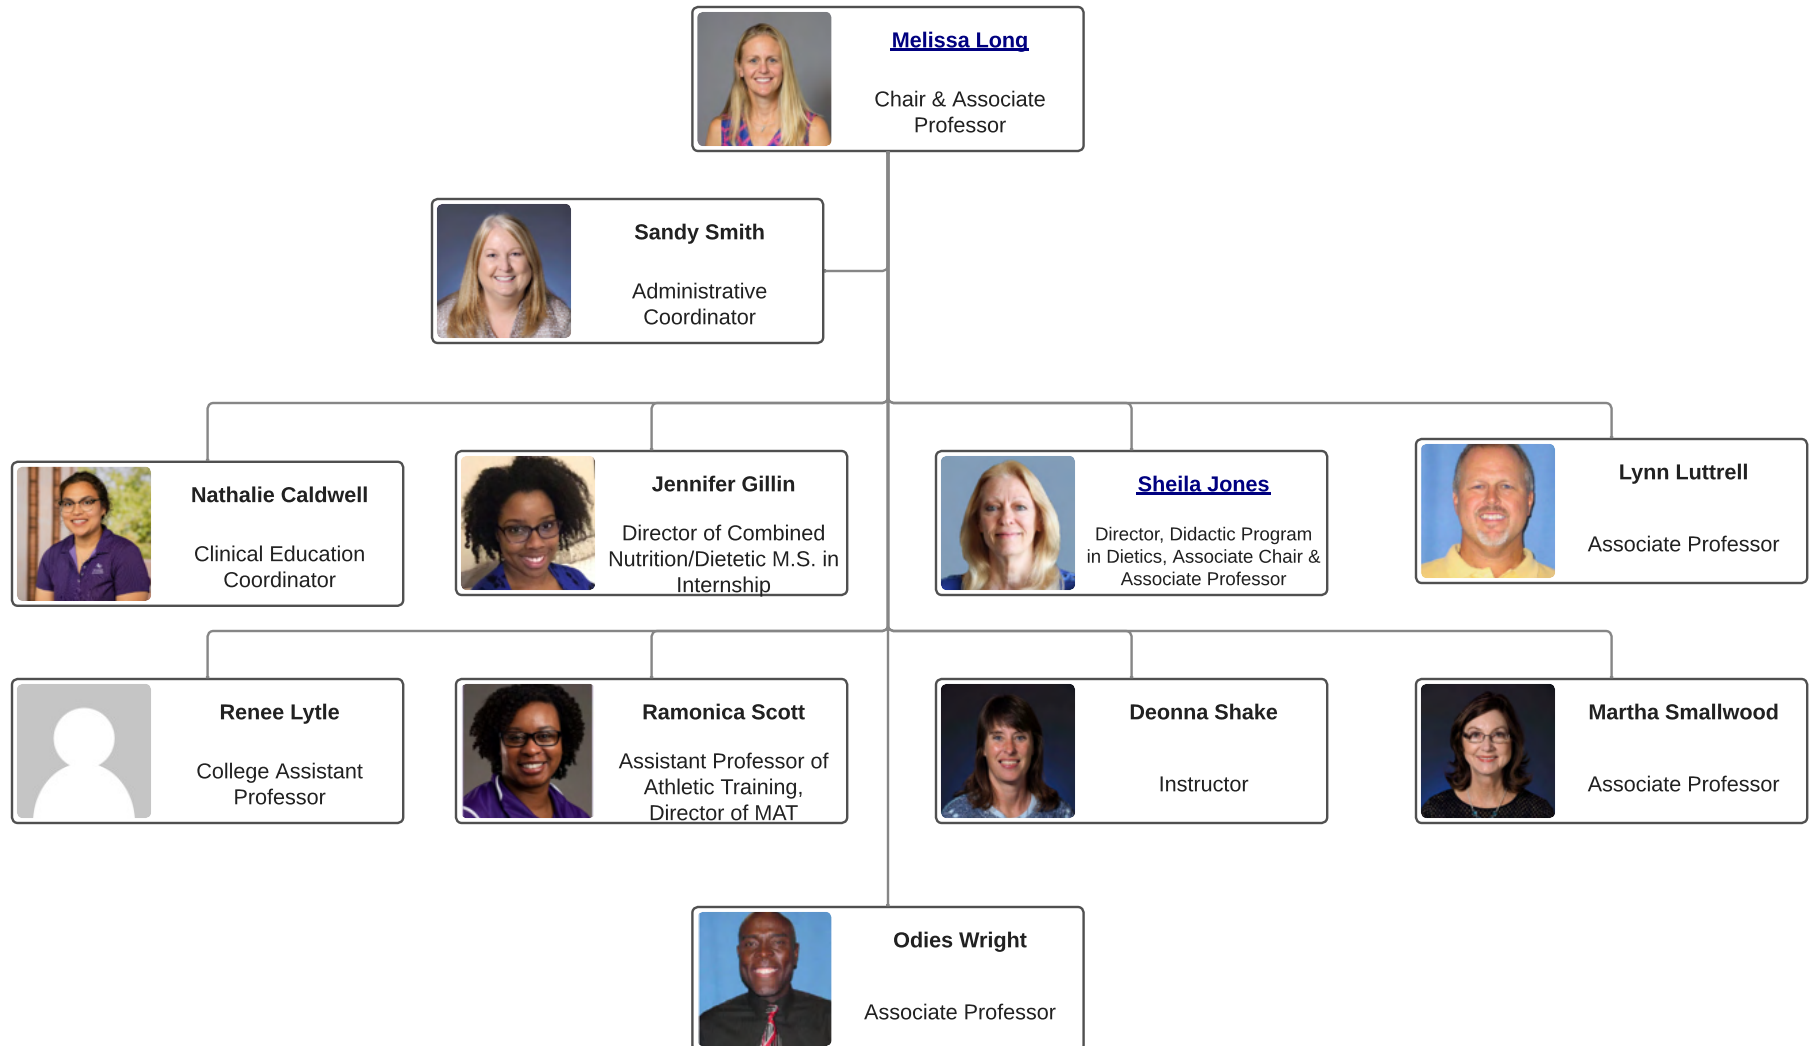 Melissa Long
Chair & Associate
Professor
Sandy Smith
Administrative
Coordinator
Nathalie Caldwell
Clinical Education
Coordinator
Jennifer Gillin
Director of Combined
Nutrition/Dietetic M.S. in
Internship
Sheila Jones
Director, Didactic Program
in Dietics, Associate Chair &
Associate Professor
Lynn Luttrell
Associate Professor
Renee Lytle
College Assistant
Professor
Ramonica Scott
Assistant Professor of
Athletic Training,
Director of MAT
Deonna Shake
Instructor
Martha Smallwood
Associate Professor
Odies Wright
Associate Professor